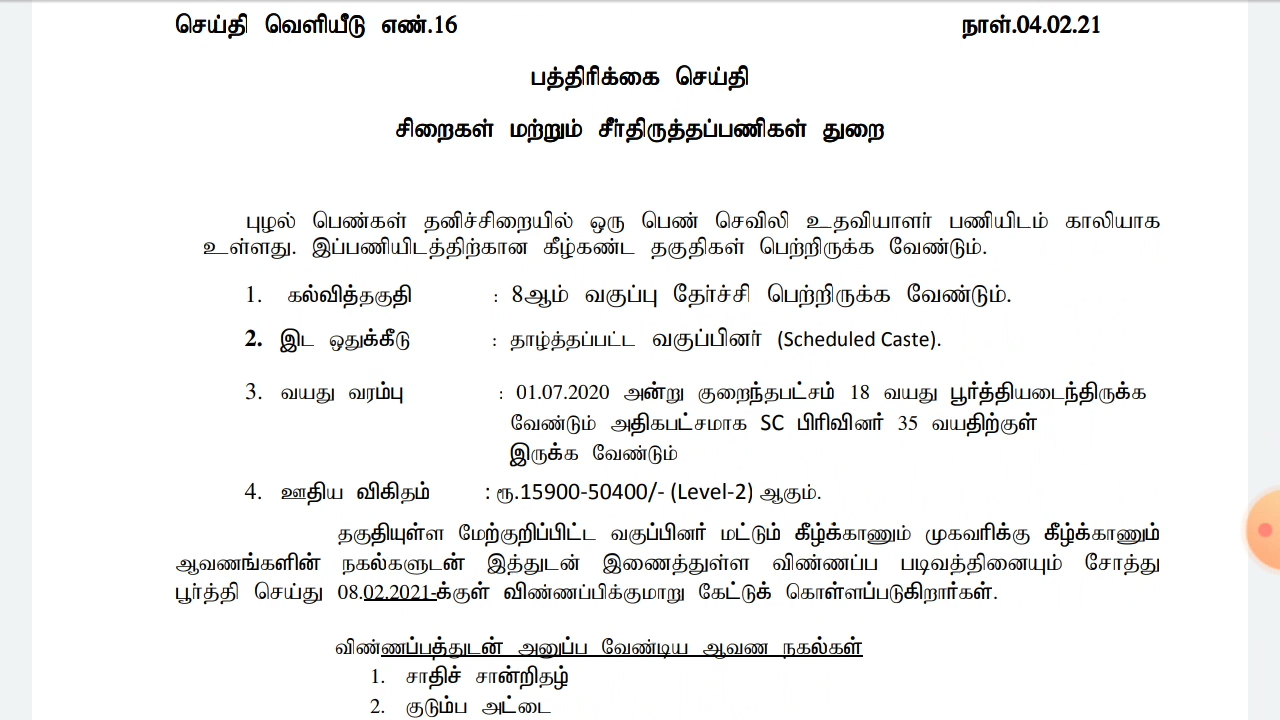 செய்தி வெளியீடு எண்.16 நாள்.04.02.21
பத்திரிக்கை செய்தி
சிறைகள் மற்றும் சீர்திருத்தப்பணிகள் துறை
புழல் பெண்கள் தனிச்சிறையில் ஒரு பெண் செவிலி உதவியாளர் பணியிடம் காலியாக
உள்ளது. இப்பணியிடத்திற்கான கீழ்கண்ட தகுதிகள் பெற்றிருக்க வேண்டும்.
1. கல்வித்தகுதி : 8ஆம் வகுப்பு தேர்ச்சி பெற்றிருக்க வேண்டும்.
2. இட ஒதுக்கீடு : தாழ்த்தப்பட்ட வகுப்பினர் (Scheduled Caste).
3. வயது வரம்பு : 01.07.2020 அன்று குறைந்தபட்சம் 18 வயது பூர்த்தியடைந்திருக்க
வேண்டும் அதிகபட்சமாக SC பிரிவினர் 35 வயதிற்குள்
இருக்க வேண்டும்
4. ஊதிய விகிதம் : ரூ.15900-50400/- (Level-2) ஆகும்.
தகுதியுள்ள மேற்குறிப்பிட்ட வகுப்பினர் மட்டும் கீழ்க்காணும் முகவரிக்கு கீழ்க்காணும்
ஆவணங்களின் நகல்களுடன் இத்துடன் இணைத்துள்ள விண்ணப்ப படிவத்தினையும் சோத்து
பூர்த்தி செய்து 08.02.2021-க்குள் விண்ணப்பிக்குமாறு கேட்டுக் கொள்ளப்படுகிறார்கள்.
விண்ணப்பத்துடன் அனுப்ப வேண்டிய ஆவண நகல்கள்
1. சாதிச் சான்றிதழ்
2. குடும்ப அட்டை